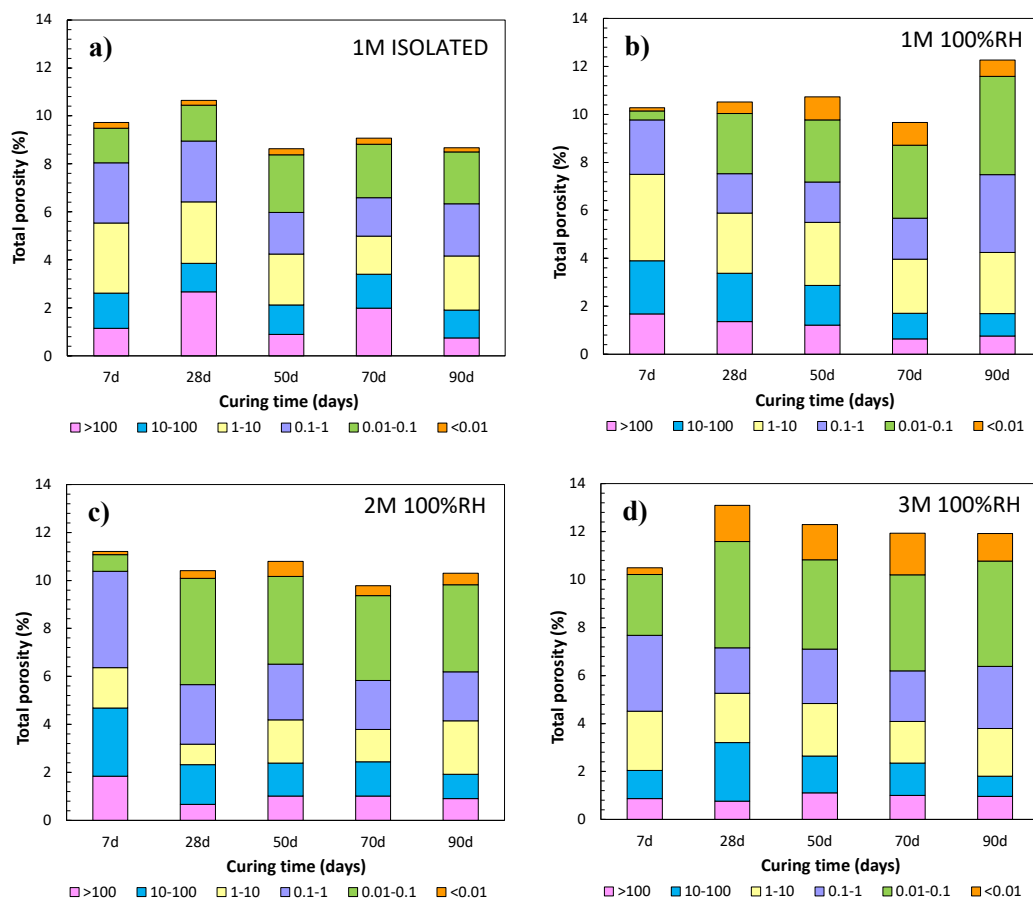 a) 1M ISOLATED
Total porosity (%)
14
12
10
8
6
4
2
0
7d 28d 50d 70d 90d
Curing time (days)
>100 10-100 1-10 0.1-1 0.01-0.1 <0.01
b) 1M 100%RH
Total porosity (%)
14
12
10
8
6
4
2
0
7d 28d 50d 70d 90d
Curing time (days)
>100 10-100 1-10 0.1-1 0.01-0.1 <0.01
c) 2M 100%RH
Total porosity (%)
14
12
10
8
6
4
2
0
7d 28d 50d 70d 90d
Curing time (days)
>100 10-100 1-10 0.1-1 0.01-0.1 <0.01
d) 3M 100%RH
Total porosity (%)
14
12
10
8
6
4
2
0
7d 28d 50d 70d 90d
Curing time (days)
>100 10-100 1-10 0.1-1 0.01-0.1 <0.01